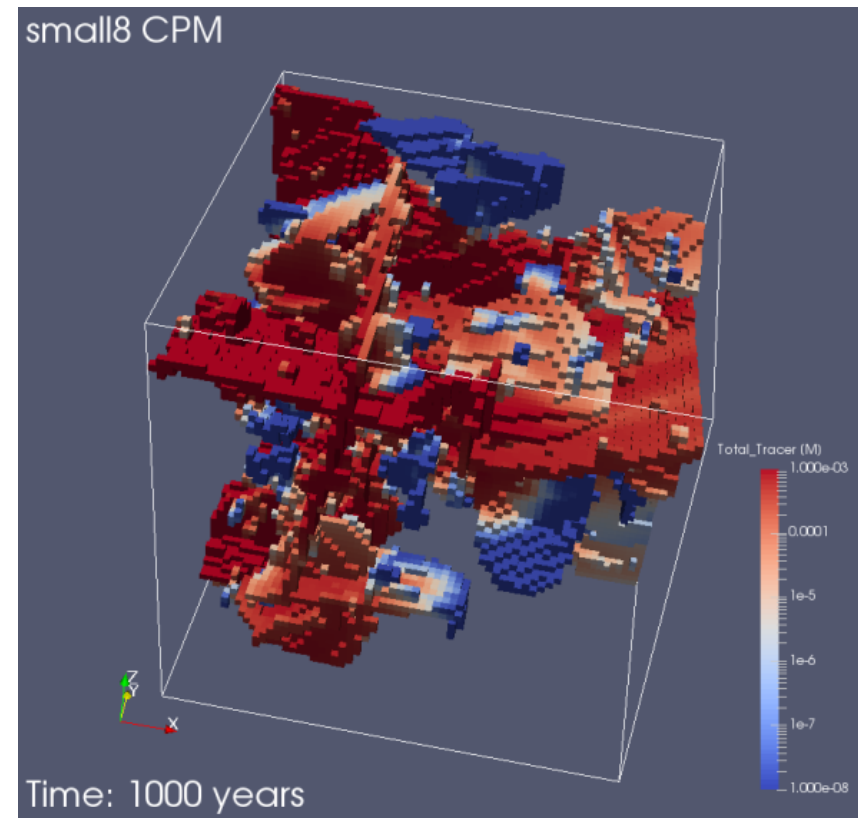 small8 CPM
Total_Tracer (M)
1.000e-03
0.0001
1e-5
1e-6
1e-7
1.000e-08
Z
Y
X
Time: 1000 years